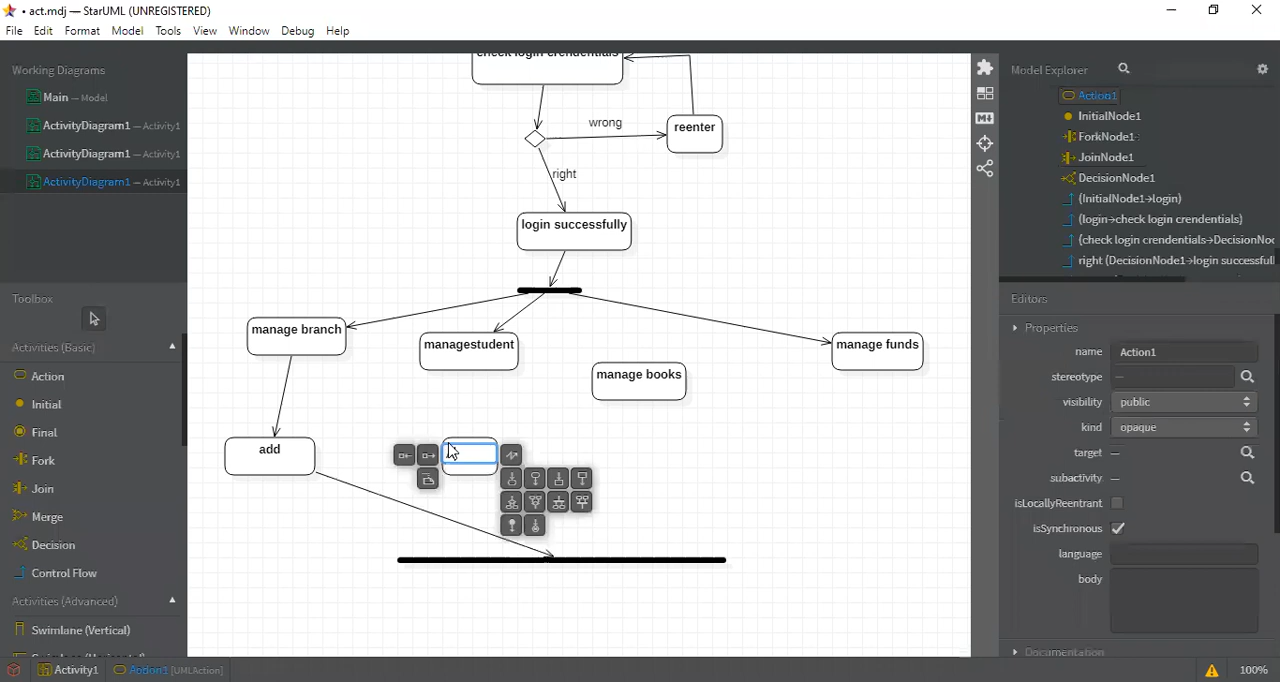 • act.mdj — StarUML (UNREGISTERED)
File Edit Format Model Tools View Window Debug Help
Working Diagrams
Main — Model
ActivityDiagram1 — Activity1
ActivityDiagram1 — Activity1
ActivityDiagram1 — Activity1
Toolbox
Activities (Basic)
Action
Initial
Final
Fork
Join
Merge
Decision
Control Flow
Activities (Advanced)
Swimlane (Vertical)
check login crendentials
wrong
reenter
right
login successfully
manage branch
managestudent
manage books
manage funds
add
Model Explorer
Action1
InitialNode1
ForkNode1
JoinNode1
DecisionNode1
(InitialNode1→login)
(login→check login crendentials)
(check login crendentials→DecisionNo
right (DecisionNode1→login successfull
Editors
Properties
name Action1
stereotype —
visibility public
kind opaque
target —
subactivity —
isLocallyReentrant
isSynchronous
language
body
Documentation
Activity1 Action1 [UMLAction]
100%